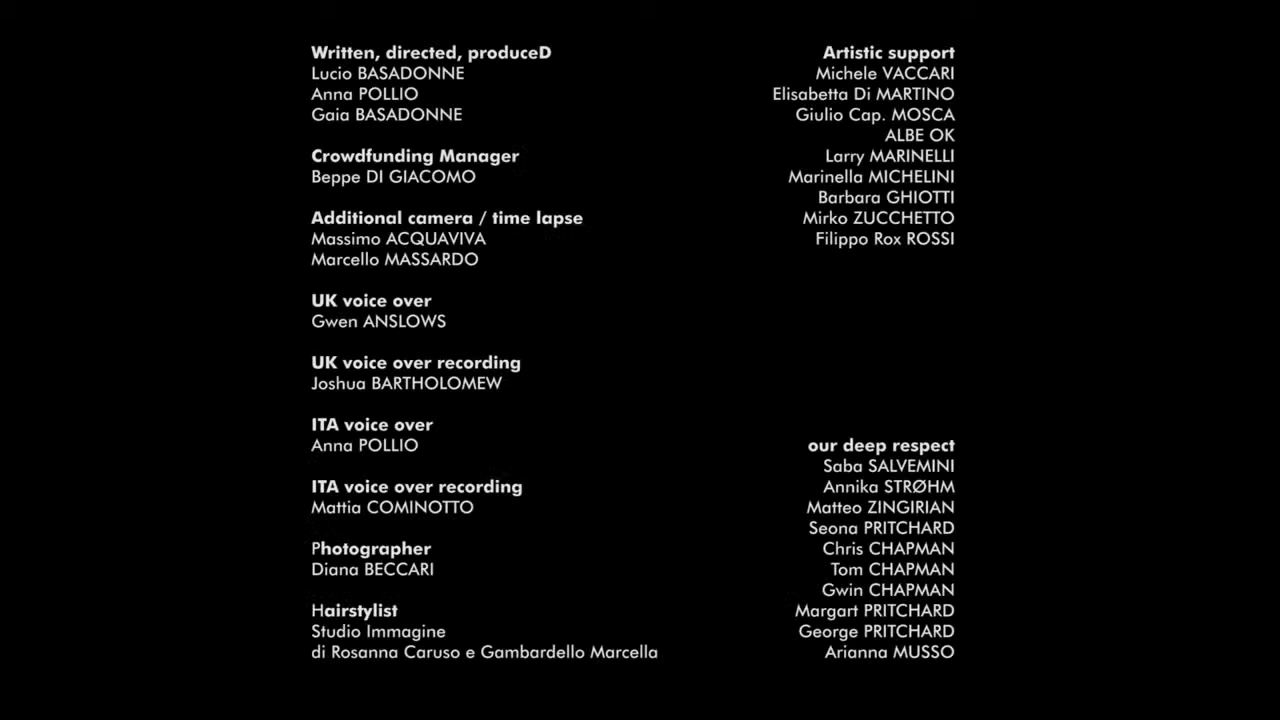 Written, directed, produceD
Lucio BASADONNE
Anna POLLIO
Gaia BASADONNE
Crowdfunding Manager
Beppe DI GIACOMO
Additional camera / time lapse
Massimo ACQUAVIVA
Marcello MASSARDO
UK voice over
Gwen ANSLOWS
UK voice over recording
Joshua BARTHOLOMEW
ITA voice over
Anna POLLIO
ITA voice over recording
Mattia COMINOTTO
Photographer
Diana BECCARI
Hairstylist
Studio Immagine
di Rosanna Caruso e Gambardello Marcella
Artistic support
Michele VACCARI
Elisabetta Di MARTINO
Giulio Cap. MOSCA
ALBE OK
Larry MARINELLI
Marinella MICHELINI
Barbara GHIOTTI
Mirko ZUCCHETTO
Filippo Rox ROSSI
our deep respect
Saba SALVEMINI
Annika STRØHM
Matteo ZINGIRIAN
Seona PRITCHARD
Chris CHAPMAN
Tom CHAPMAN
Gwin CHAPMAN
Margart PRITCHARD
George PRITCHARD
Arianna MUSSO